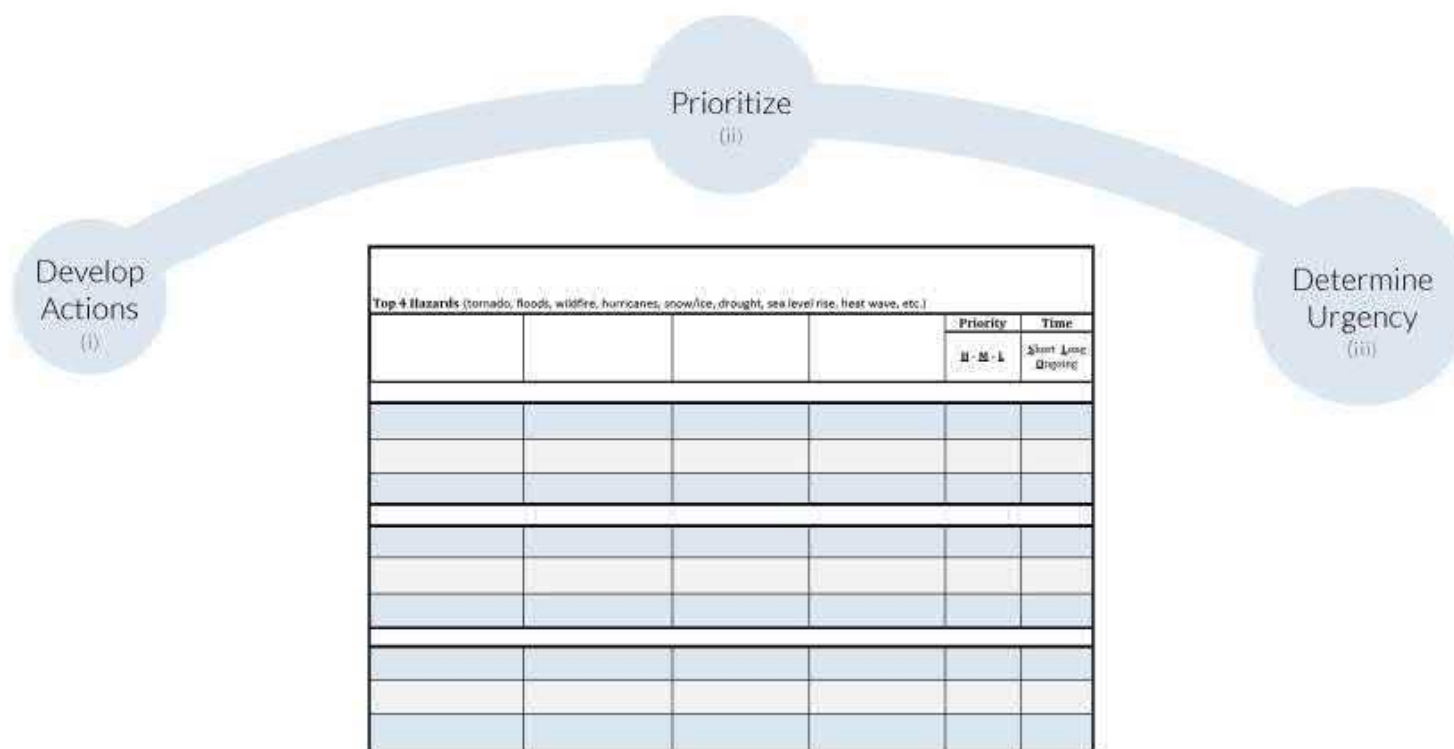 Prioritize
(ii)
Develop
Actions
(i)
Determine
Urgency
(iii)
Top 4 Hazards (tornado, floods, wildfire, hurricanes, snow/ice, drought, sea level rise, heat wave, etc.)
Priority Time
H - M - L
Short Long
Ongoing